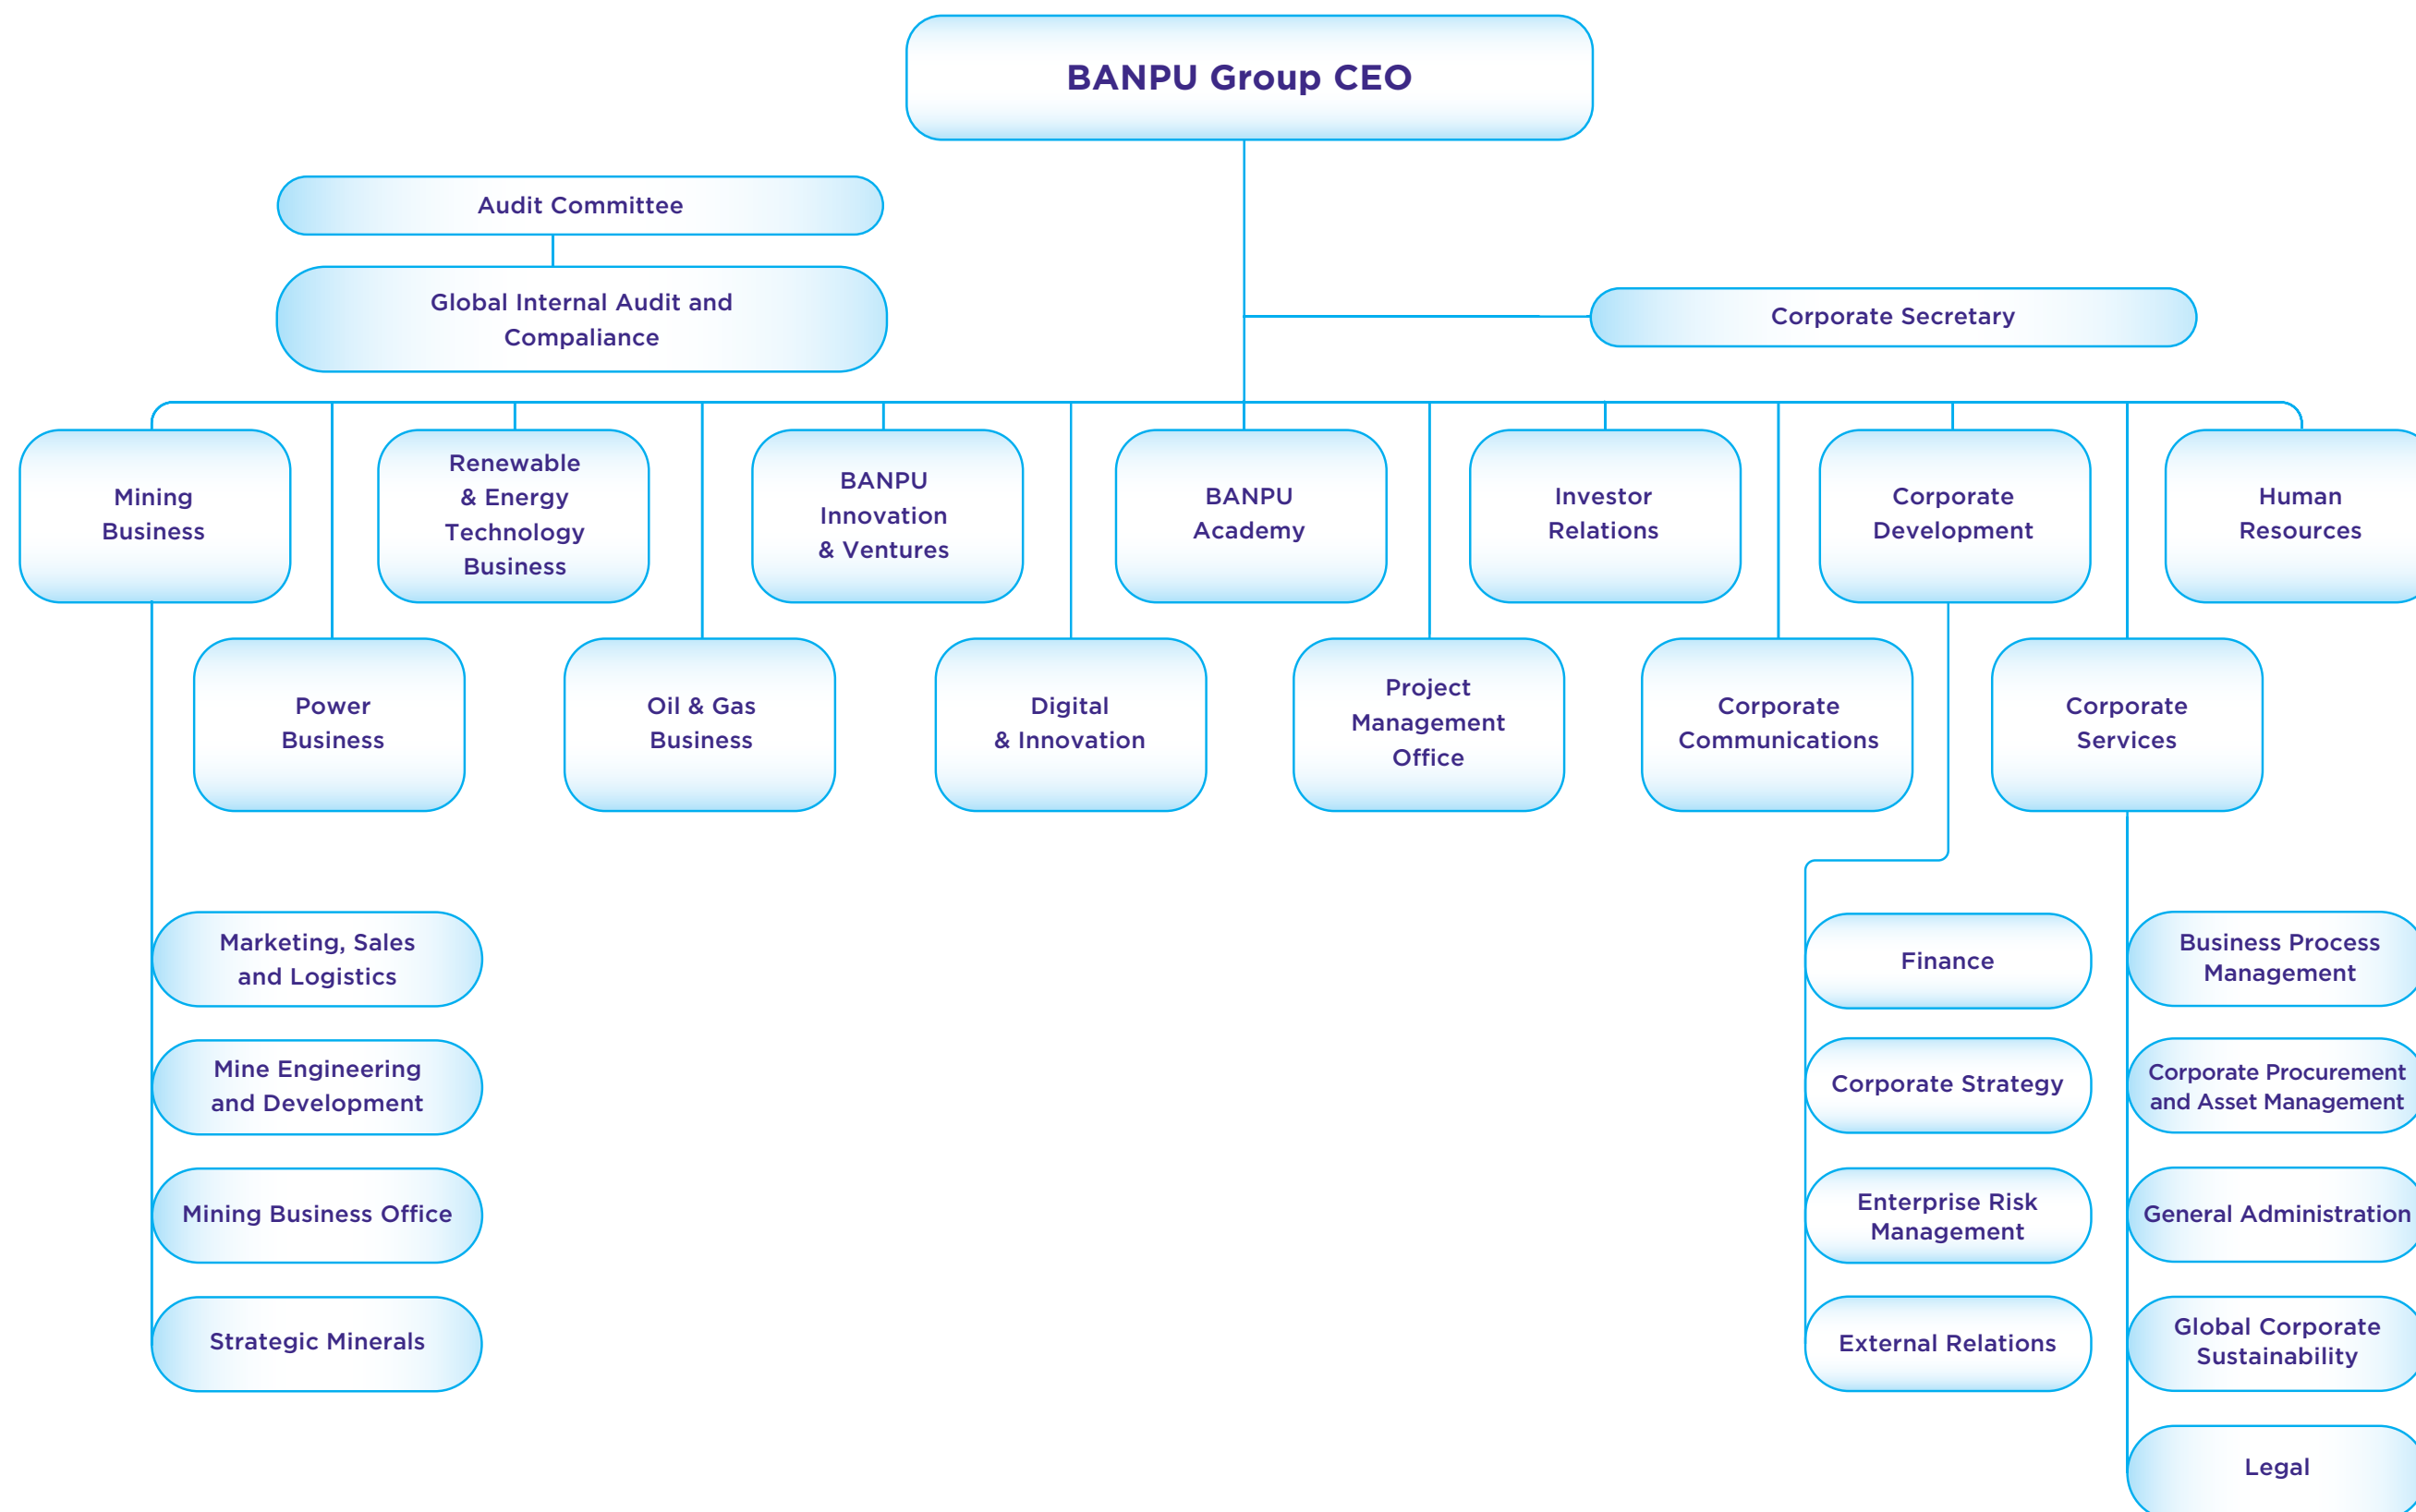 BANPU Group CEO
Audit Committee
Global Internal Audit and
Compaliance
Corporate Secretary
Mining
Business
Renewable
& Energy
Technology
Business
BANPU
Innovation
& Ventures
BANPU
Academy
Investor
Relations
Corporate
Development
Human
Resources
Power
Business
Oil & Gas
Business
Digital
& Innovation
Project
Management
Office
Corporate
Communications
Corporate
Services
Marketing, Sales
and Logistics
Mine Engineering
and Development
Mining Business Office
Strategic Minerals
Finance
Corporate Strategy
Enterprise Risk
Management
External Relations
Business Process
Management
Corporate Procurement
and Asset Management
General Administration
Global Corporate
Sustainability
Legal